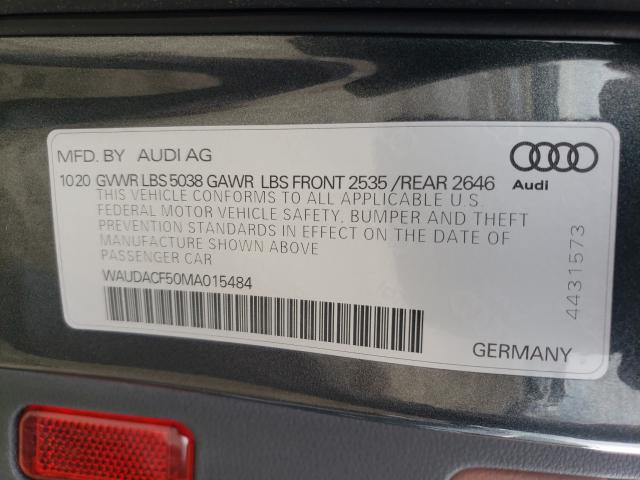 MFD. BY AUDI AG
10 20 GVWR LBS 5038 GAWR LBS FRONT 2535 /REAR 2646
Audi
THIS VEHICLE CONFORMS TO ALL APPLICABLE U.S.
FEDERAL MOTOR VEHICLE SAFETY, BUMPER AND THEFT
PREVENTION STANDARDS IN EFFECT ON THE DATE OF
MANUFACTURE SHOWN ABOVE
PASSENGER CAR
WAUDACF50MA015484
4431573
GERMANY